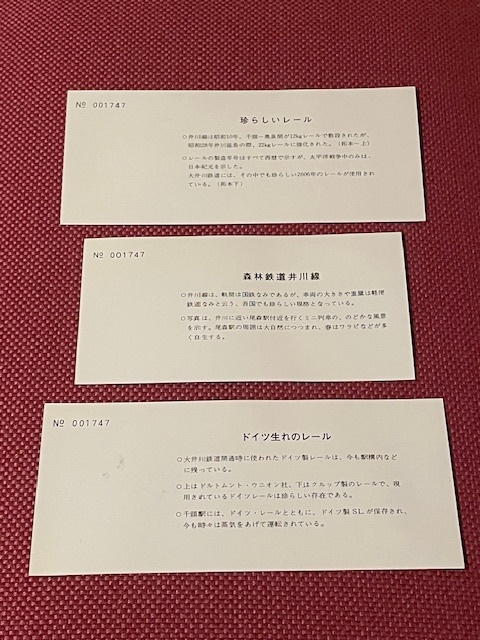 № 001747
珍らしいレール
○井川線は昭和10年、千頭〜奥泉間が12kgレールで敷設されたが、
昭和28年井川延長の際、22kgレールに強化された。(拓本−上)
○レールの製造年号はすべて西暦で示すが、太平洋戦争中のみは、
日本紀元を示した。
大井川鉄道には、その中でも珍らしい2606年のレールが使用され
ている。(拓本下)
№ 001747
森林鉄道井川線
○井川線は、軌間は国鉄なみであるが、車両の大きさや重量は軽便
鉄道なみと云う、吾国でも珍らしい規格となっている。
○写真は、井川に近い尾森駅付近を行くミニ列車の、のどかな風景
を示す。尾森駅の周囲は大自然につつまれ、春はワラビなどが多
く自生する。
№ 001747
ドイツ生れのレール
○大井川鉄道開通時に使われたドイツ製レールは、今も駅構内など
に残っている。
○上はドルトムント・ウニオン社、下はクルップ製のレールで、現
用されているドイツレールは珍らしい存在である。
○千頭駅には、ドイツ・レールとともに、ドイツ製SLが保存され、
今も時々は蒸気をあげて運転されている。